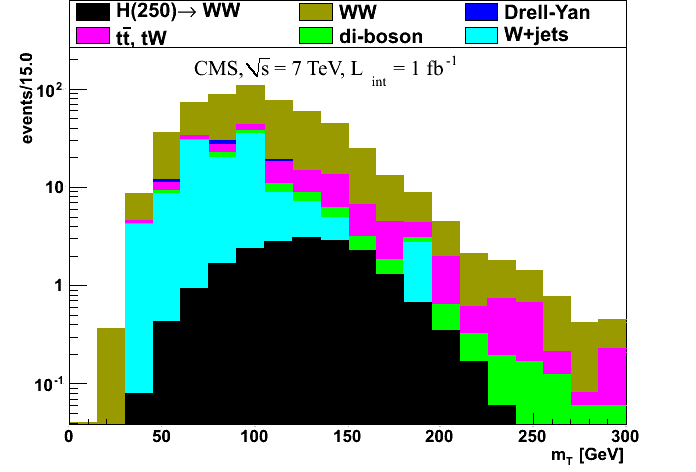 H(250)→ WW WW Drell-Yan
tt̄, tW di-boson W+jets
CMS, √s = 7 TeV, L int = 1 fb⁻¹
events/15.0
10²
10
1
10⁻¹
0 50 100 150 200 250 300
m_T [GeV]